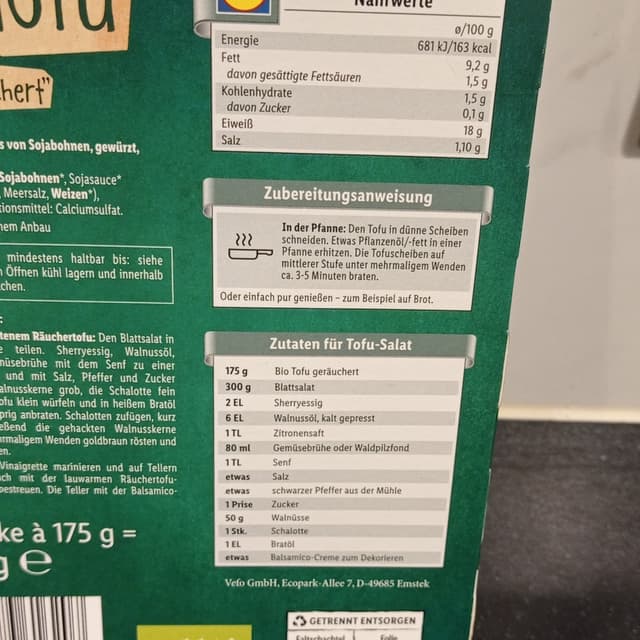 Tofu
Nährwerte
ø/100 g
Energie 681 kJ/163 kcal
Fett 9,2 g
davon gesättigte Fettsäuren 1,5 g
Kohlenhydrate 1,5 g
davon Zucker 0,1 g
Eiweiß 18 g
Salz 1,10 g
chert"
s von Sojabohnen, gewürzt,
Sojabohnen*, Sojasauce*
, Meersalz, Weizen*),
tionsmittel: Calciumsulfat.
em Anbau
mindestens haltbar bis: siehe
Öffnen kühl lagern und innerhalb
chen.
Zubereitungsanweisung
In der Pfanne: Den Tofu in dünne Scheiben
schneiden. Etwas Pflanzenöl/-fett in einer
Pfanne erhitzen. Die Tofuscheiben auf
mittlerer Stufe unter mehrmaligem Wenden
ca. 3-5 Minuten braten.
Oder einfach pur genießen – zum Beispiel auf Brot.
:
tenem Räuchertofu: Den Blattsalat in
e teilen. Sherryessig, Walnussöl,
müsebrühe mit dem Senf zu einer
und mit Salz, Pfeffer und Zucker
alnusskerne grob, die Schalotte fein
ofu klein würfeln und in heißem Bratöl
prig anbraten. Schalotten zufügen, kurz
eßend die gehackten Walnusskerne
rmaligem Wenden goldbraun rösten und
en.
Vinaigrette marinieren und auf Tellern
ch mit der lauwarmen Räuchertofu-
bestreuen. Die Teller mit der Balsamico-
Zutaten für Tofu-Salat
175 g Bio Tofu geräuchert
300 g Blattsalat
2 EL Sherryessig
6 EL Walnussöl, kalt gepresst
1 TL Zitronensaft
80 ml Gemüsebrühe oder Waldpilzfond
1 TL Senf
etwas Salz
etwas schwarzer Pfeffer aus der Mühle
1 Prise Zucker
50 g Walnüsse
1 Stk. Schalotte
1 EL Bratöl
etwas Balsamico-Creme zum Dekorieren
ke à 175 g =
g e
Vefo GmbH, Ecopark-Allee 7, D-49685 Emstek
GETRENNT ENTSORGEN
Faltschachtel Folie